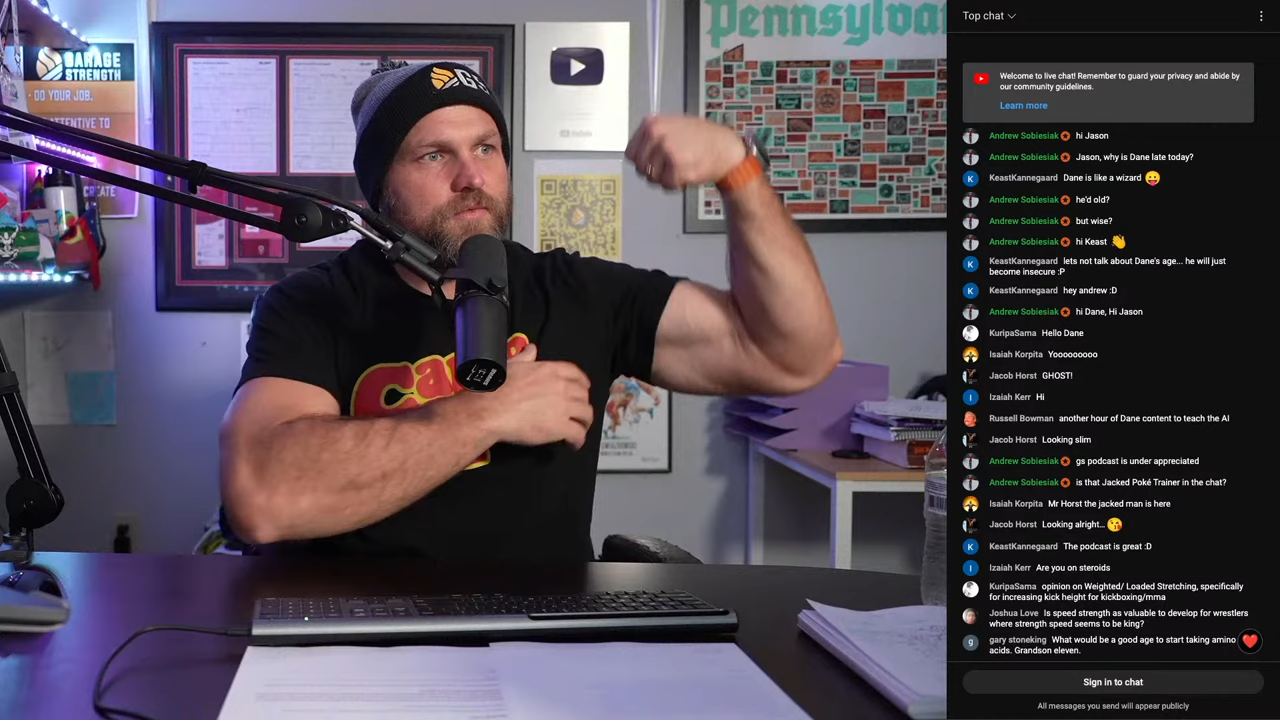 GARAGE
STRENGTH
DO YOUR JOB.
ATTENTIVE TO
CREATE
GS
YouTube
Pennsylvan
SHURE
Top chat
Welcome to live chat! Remember to guard your privacy and abide by
our community guidelines.
Learn more
Andrew Sobiesiak hi Jason
Andrew Sobiesiak Jason, why is Dane late today?
K KeastKannegaard Dane is like a wizard 😛
Andrew Sobiesiak he'd old?
Andrew Sobiesiak but wise?
Andrew Sobiesiak hi Keast 👋
K KeastKannegaard lets not talk about Dane's age... he will just
become insecure :P
K KeastKannegaard hey andrew :D
Andrew Sobiesiak hi Dane, Hi Jason
KuripaSama Hello Dane
Isaiah Korpita Yooooooooo
Jacob Horst GHOST!
I Izaiah Kerr Hi
Russell Bowman another hour of Dane content to teach the AI
Jacob Horst Looking slim
Andrew Sobiesiak gs podcast is under appreciated
Andrew Sobiesiak is that Jacked Poké Trainer in the chat?
Isaiah Korpita Mr Horst the jacked man is here
Jacob Horst Looking alright... 😘
K KeastKannegaard The podcast is great :D
I Izaiah Kerr Are you on steroids
KuripaSama opinion on Weighted/ Loaded Stretching, specifically
for increasing kick height for kickboxing/mma
Joshua Love Is speed strength as valuable to develop for wrestlers
where strength speed seems to be king?
g gary stoneking What would be a good age to start taking amino
acids. Grandson eleven.
Sign in to chat
All messages you send will appear publicly